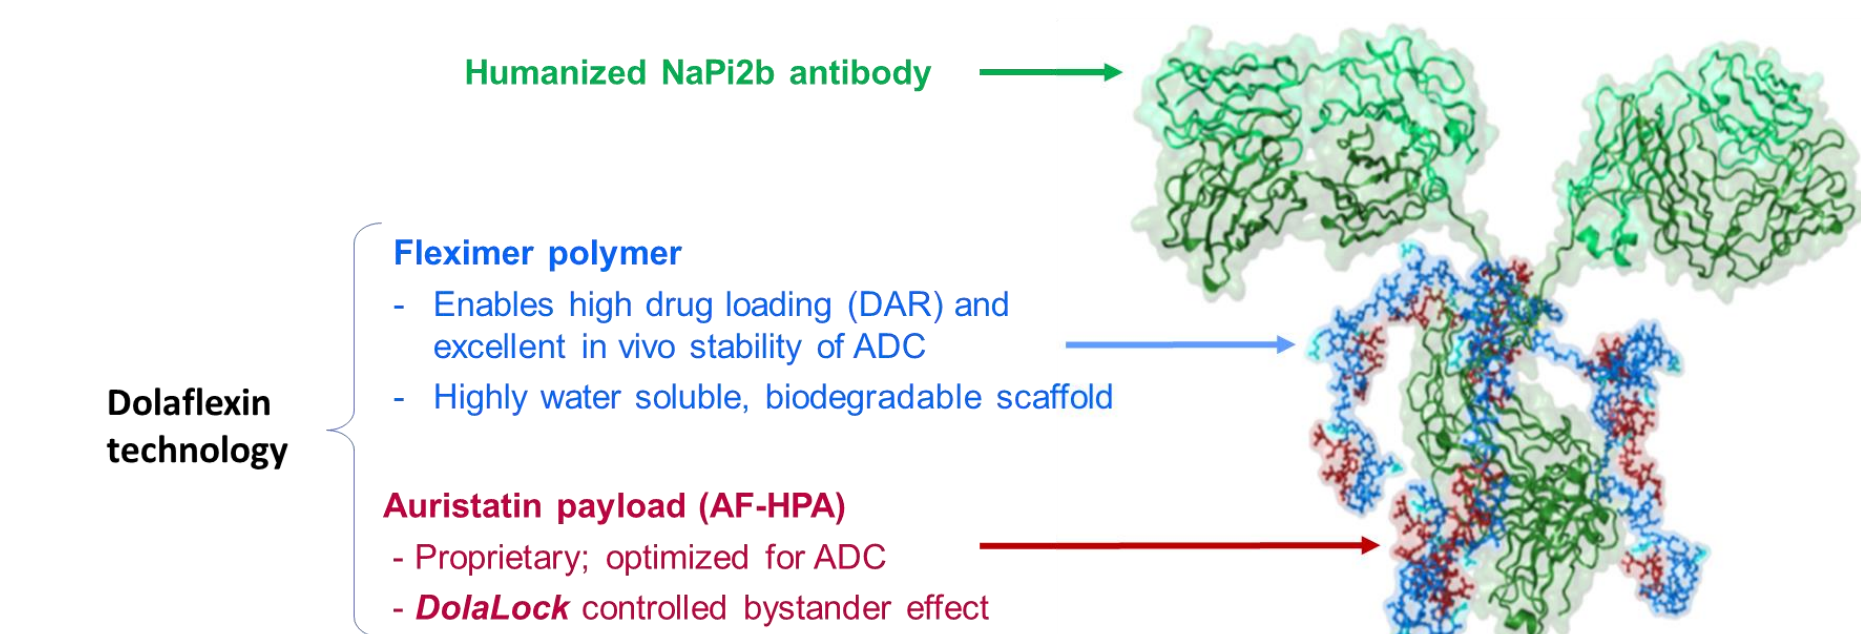 Humanized NaPi2b antibody
Fleximer polymer
- Enables high drug loading (DAR) and
excellent in vivo stability of ADC
- Highly water soluble, biodegradable scaffold
Dolaflexin
technology
Auristatin payload (AF-HPA)
- Proprietary; optimized for ADC
- DolaLock controlled bystander effect